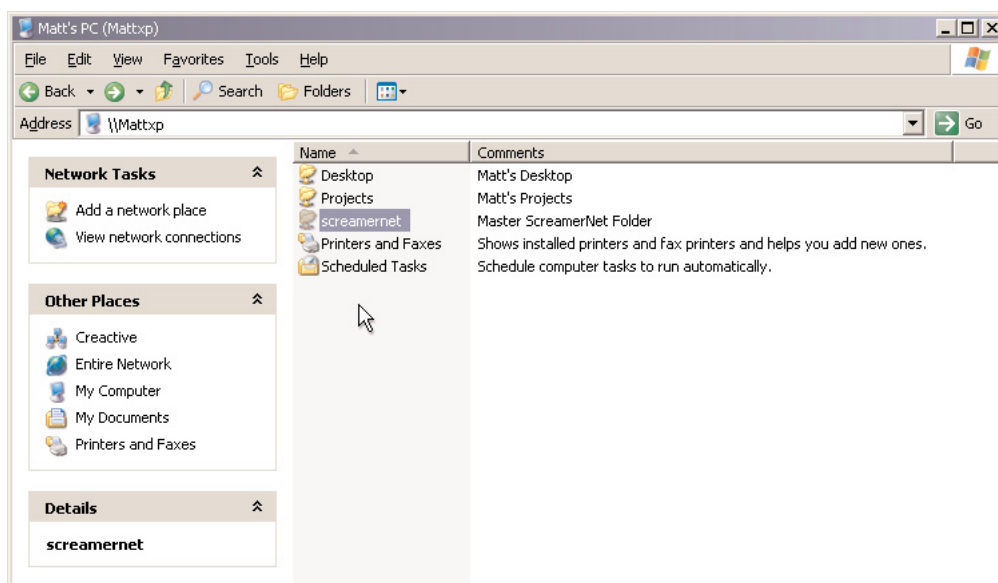 Matt's PC (Mattxp)
File Edit View Favorites Tools Help
Back Search Folders
Address \\Mattxp Go
Network Tasks
Add a network place
View network connections
Other Places
Creactive
Entire Network
My Computer
My Documents
Printers and Faxes
Details
screamernet
Name Comments
Desktop Matt's Desktop
Projects Matt's Projects
screamernet Master ScreamerNet Folder
Printers and Faxes Shows installed printers and fax printers and helps you add new ones.
Scheduled Tasks Schedule computer tasks to run automatically.